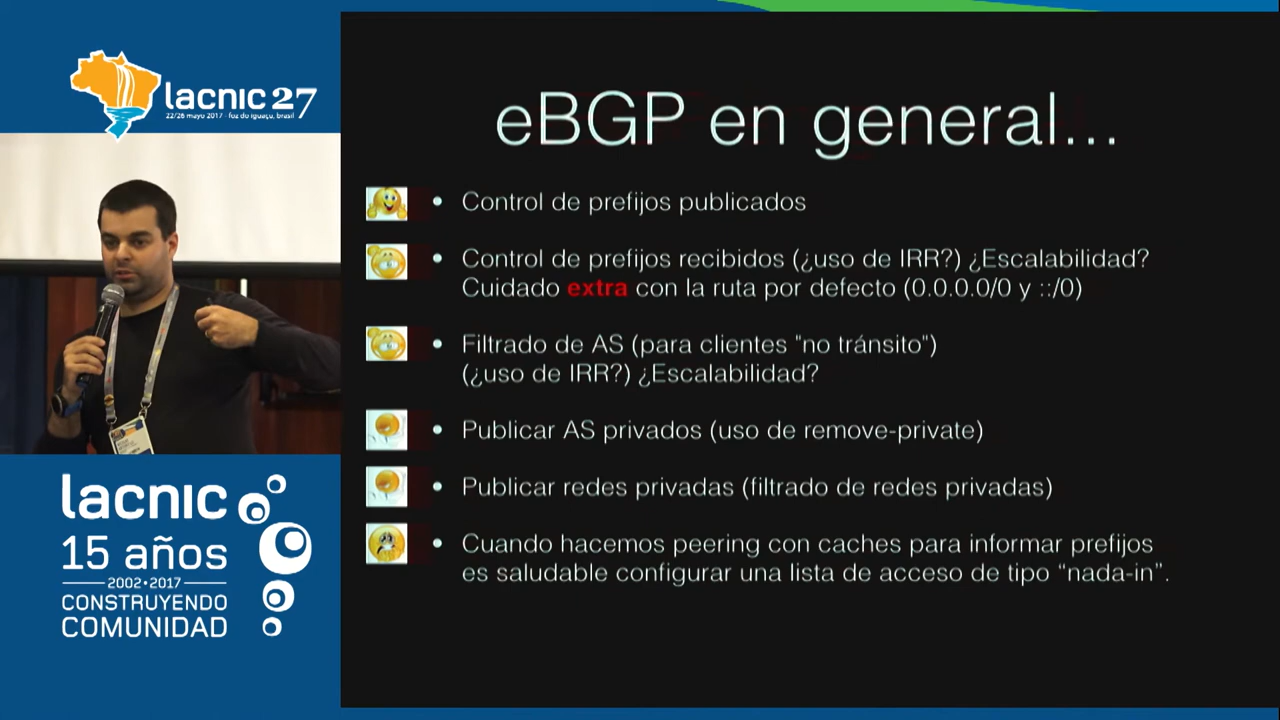 lacnic 27
22/26 mayo 2017 - foz do iguaçu, brasil
eBGP en general...
• Control de prefijos publicados
• Control de prefijos recibidos (¿uso de IRR?) ¿Escalabilidad?
Cuidado extra con la ruta por defecto (0.0.0.0/0 y ::/0)
• Filtrado de AS (para clientes "no tránsito")
(¿uso de IRR?) ¿Escalabilidad?
• Publicar AS privados (uso de remove-private)
• Publicar redes privadas (filtrado de redes privadas)
• Cuando hacemos peering con caches para informar prefijos
es saludable configurar una lista de acceso de tipo “nada-in”.
lacnic
15 años
2002•2017
CONSTRUYENDO
COMUNIDAD